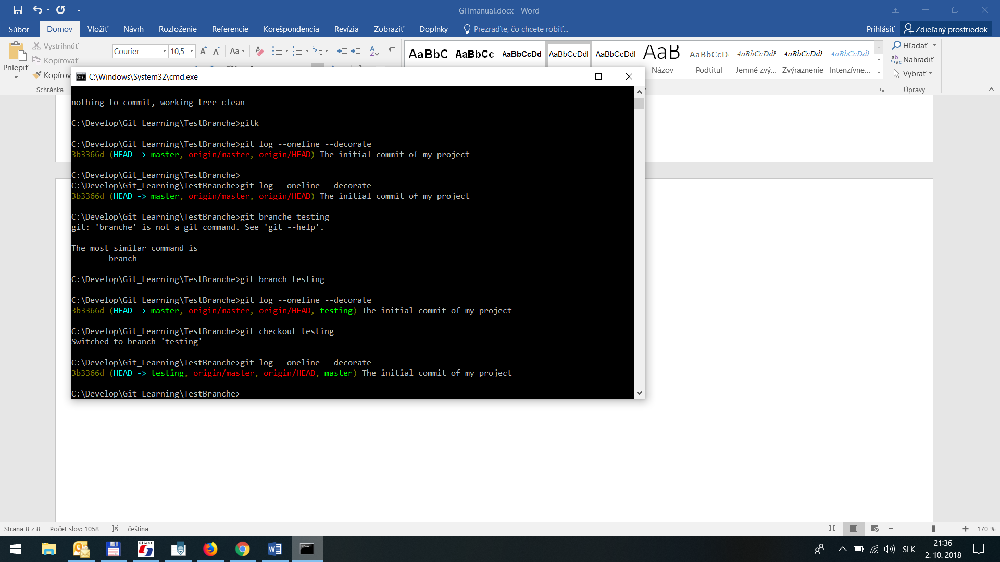 GITmanual.docx - Word
Súbor Domov Vložiť Návrh Rozloženie Referencie Korešpondencia Revízia Zobraziť Doplnky Prezraďte, čo chcete robiť... Prihlásiť Zdieľaný prostriedok
Prilepiť
Vystrihnúť
Kopírovať
Kopírov
Schránka
Courier 10,5 Aa
AaBbC AaBbCc AaBbCcDd AaBbCcDdI AaBbCcDdI AaB AaBbCcD AaBbCcDdE AaBbCcDdE AaBbCcDdE
Názov Podtitul Jemné zvý... Zvýraznenie Intenzívne...
Hľadať
Nahradiť
Vybrať
Úpravy
C:\Windows\System32\cmd.exe
nothing to commit, working tree clean
C:\Develop\Git_Learning\TestBranche>gitk
C:\Develop\Git_Learning\TestBranche>git log --oneline --decorate
3b3366d (HEAD -> master, origin/master, origin/HEAD) The initial commit of my project
C:\Develop\Git_Learning\TestBranche>
C:\Develop\Git_Learning\TestBranche>git log --oneline --decorate
3b3366d (HEAD -> master, origin/master, origin/HEAD) The initial commit of my project
C:\Develop\Git_Learning\TestBranche>git branche testing
git: 'branche' is not a git command. See 'git --help'.
The most similar command is
branch
C:\Develop\Git_Learning\TestBranche>git branch testing
C:\Develop\Git_Learning\TestBranche>git log --oneline --decorate
3b3366d (HEAD -> master, origin/master, origin/HEAD, testing) The initial commit of my project
C:\Develop\Git_Learning\TestBranche>git checkout testing
Switched to branch 'testing'
C:\Develop\Git_Learning\TestBranche>git log --oneline --decorate
3b3366d (HEAD -> testing, origin/master, origin/HEAD, master) The initial commit of my project
C:\Develop\Git_Learning\TestBranche>
Strana 8 z 8 Počet slov: 1058 čeština 170 %
Client
SLK
21:36
2. 10. 2018